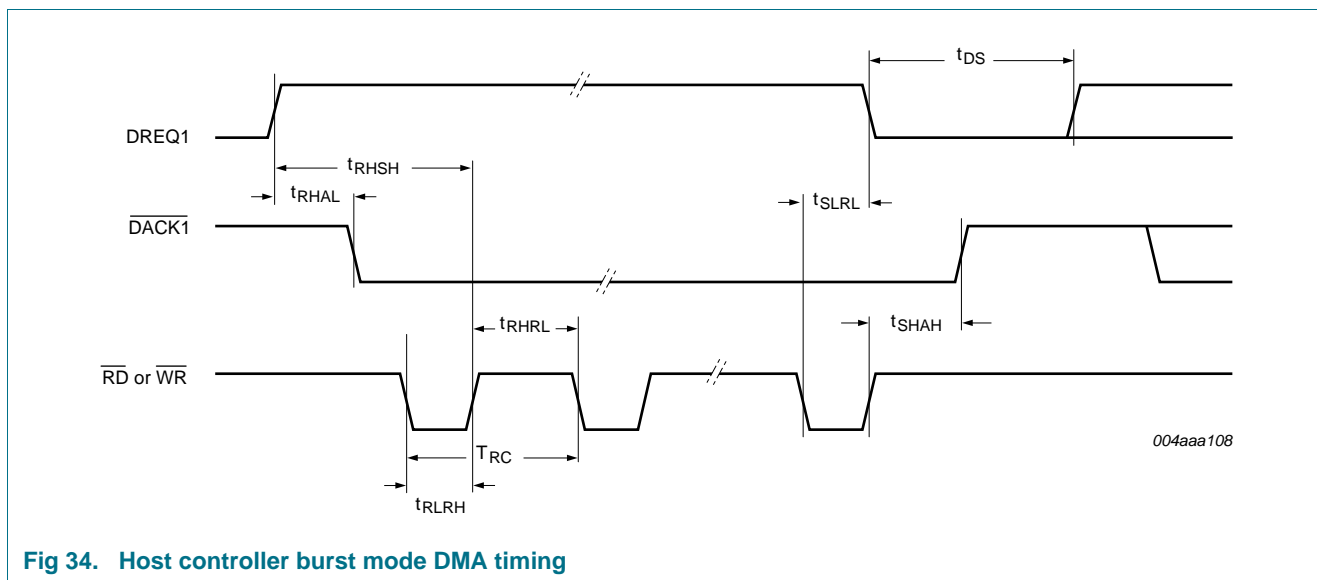 tDS
DREQ1
tRHSH
tRHAL
tSLRL
DACK1
tRHRL
tSHAH
RD or WR
004aaa108
TRC
tRLRH
Fig 34. Host controller burst mode DMA timing